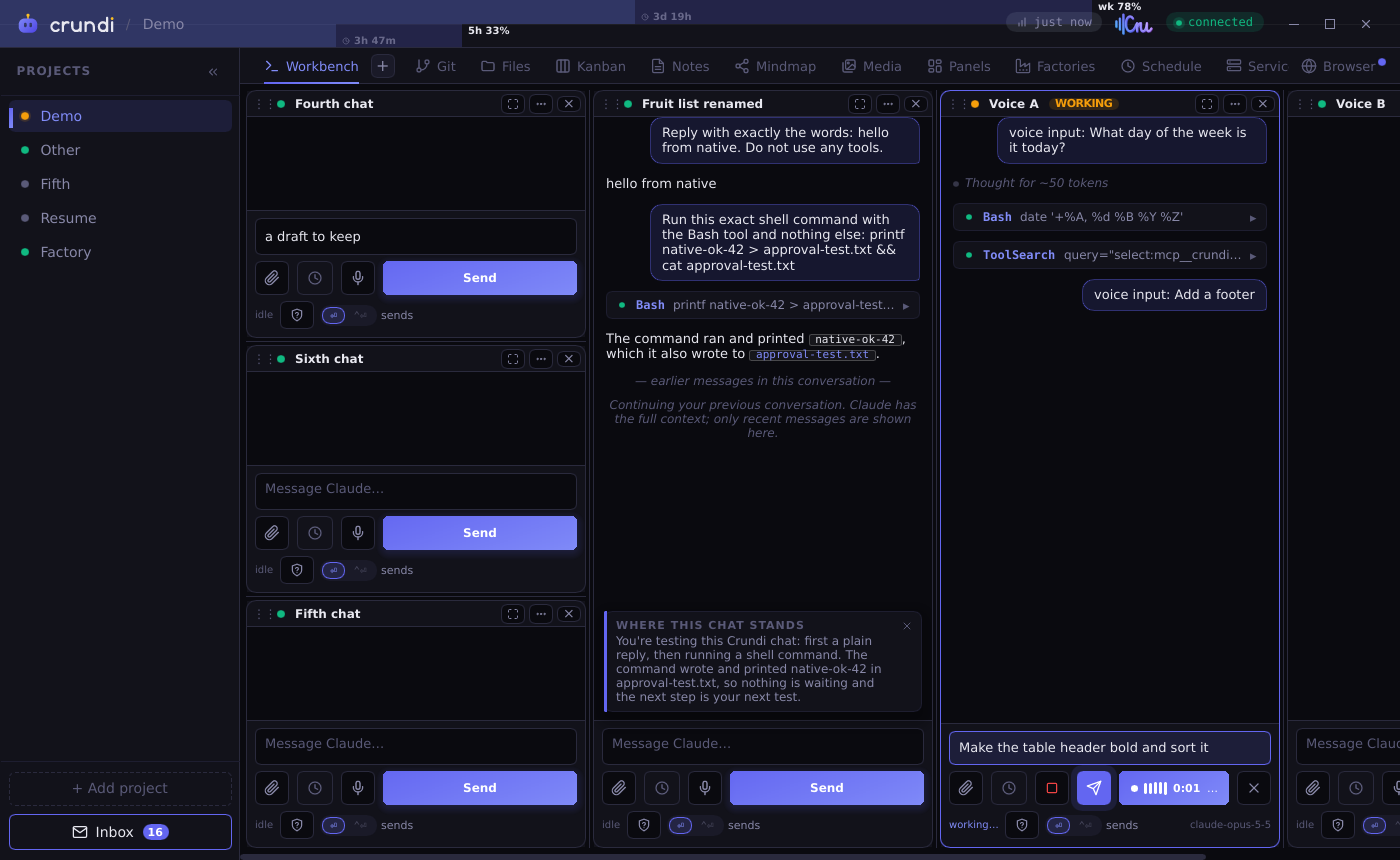 crundi / Demo
3h 47m
5h 33%
3d 19h
just now
wk 78%
Cru
connected
PROJECTS
Demo
Other
Fifth
Resume
Factory
+ Add project
Inbox 16
Workbench
Git
Files
Kanban
Notes
Mindmap
Media
Panels
Factories
Schedule
Servic
Browser
Fourth chat
a draft to keep
Send
idle
sends
Sixth chat
Message Claude…
Send
idle
sends
Fifth chat
Message Claude…
Send
idle
sends
Fruit list renamed
Reply with exactly the words: hello
from native. Do not use any tools.
hello from native
Run this exact shell command with
the Bash tool and nothing else: printf
native-ok-42 > approval-test.txt &&
cat approval-test.txt
Bash printf native-ok-42 > approval-test…
The command ran and printed native-ok-42,
which it also wrote to approval-test.txt.
— earlier messages in this conversation —
Continuing your previous conversation. Claude has
the full context; only recent messages are shown
here.
WHERE THIS CHAT STANDS
You're testing this Crundi chat: first a plain
reply, then running a shell command. The
command wrote and printed native-ok-42 in
approval-test.txt, so nothing is waiting and
the next step is your next test.
Message Claude…
Send
idle
sends
Voice A WORKING
voice input: What day of the week is
it today?
Thought for ~50 tokens
Bash date '+%A, %d %B %Y %Z'
ToolSearch query="select:mcp__crundi…
voice input: Add a footer
Make the table header bold and sort it
0:01 …
working…
sends
claude-opus-5-5
Voice B
Message Clau
idle